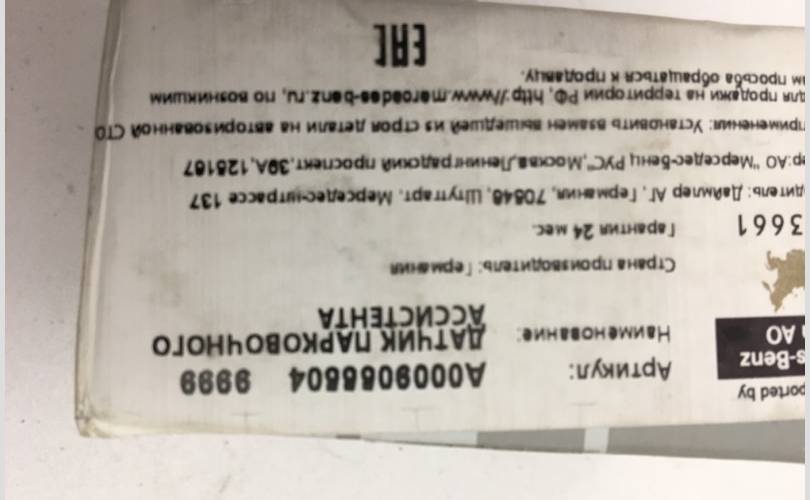 ported by
Артикул: 9999
s-Benz
АО
Наименование: ДАТЧИК ПАРКОВОЧНОГО
АССИСТЕНТА
Страна производитель: Германия
3661 Гарантия 24 мес.
дитель: Даймлер АГ, Германия, 70546, Штутгарт. Мерседес-штрассе 137
р:АО "Мерседес-Бенц РУС",Москва,Ленинградский проспект,39А,125167
применения: Установить взамен вышедшей из строя детали на авторизованной СТО
для продажи на территории РФ, http://www.mercedes-benz.ru, по возникшим
ам просьба обращаться к продавцу.
EAC